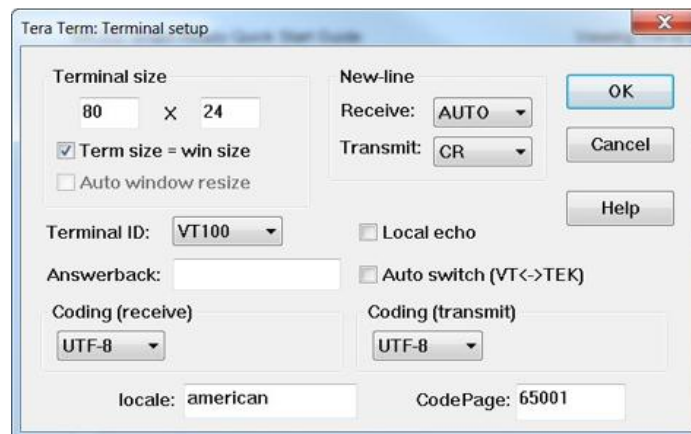 Tera Term: Terminal setup
Terminal size
80 X 24
Term size = win size
Auto window resize
New-line
Receive: AUTO
Transmit: CR
OK
Cancel
Help
Terminal ID: VT100
Local echo
Answerback:
Auto switch (VT<->TEK)
Coding (receive)
UTF-8
Coding (transmit)
UTF-8
locale: american
CodePage: 65001